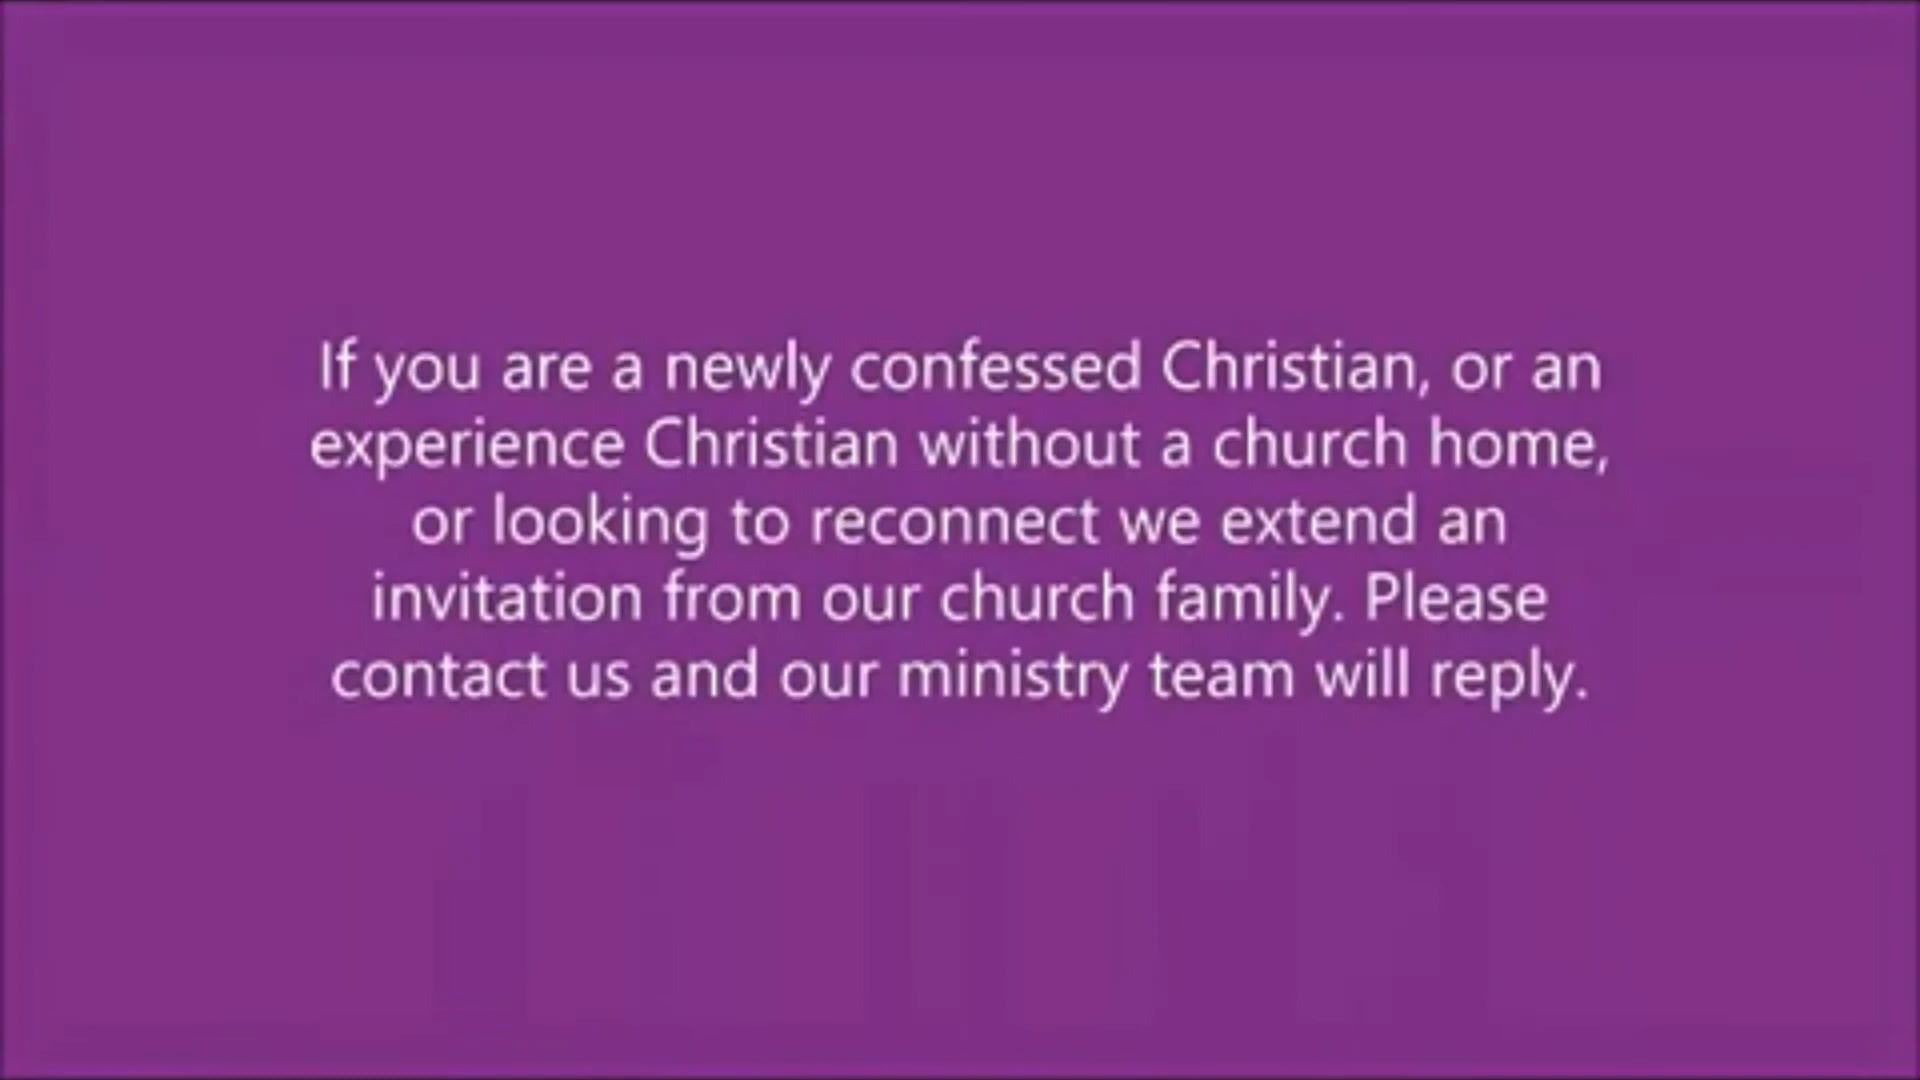 If you are a newly confessed Christian, or an
experience Christian without a church home,
or looking to reconnect we extend an
invitation from our church family. Please
contact us and our ministry team will reply.